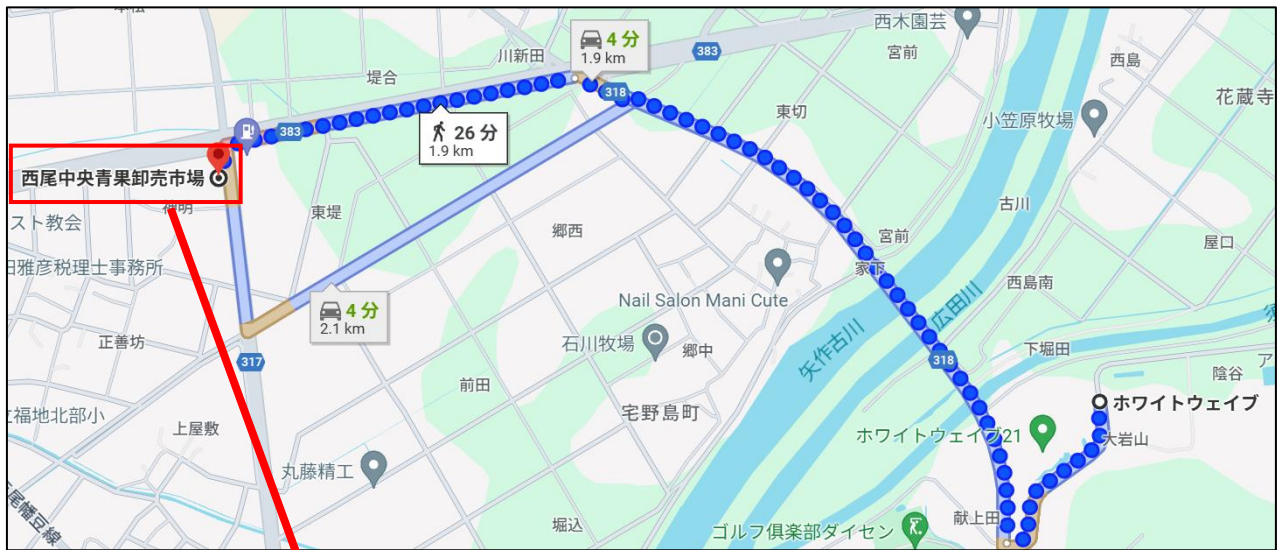 西木園芸
4 分
1.9 km
川新田
383
宮前
西島
堤合
花蔵寺
318
東切
小笠原牧場
383
26 分
1.9 km
西尾中央青果卸売市場
神明
スト教会
東堤
郷西
宮前
古川
屋口
家下
田雅彦税理士事務所
西島南
Nail Salon Mani Cute
4 分
2.1 km
広田川
矢作古川
正善坊
石川牧場
郷中
下堀田
317
318
陰谷
ア
前田
ホワイトウェイブ
福地北部小
宅野島町
上屋敷
ホワイトウェイブ21
大岩山
丸藤精工
尾幡豆線
堀込
ゴルフ倶楽部ダイセン
献上田